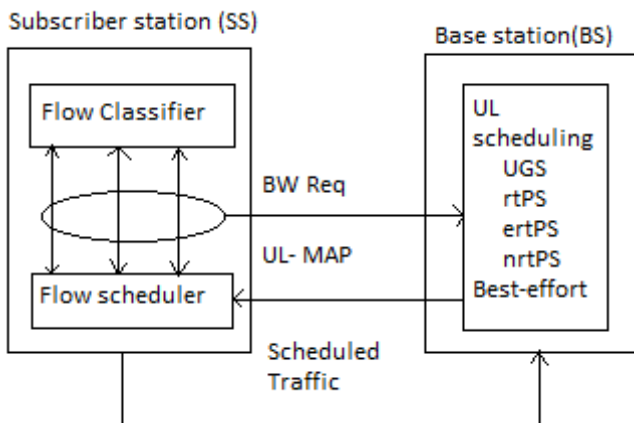 Subscriber station (SS)
Base station(BS)
Flow Classifier
UL
scheduling
UGS
rtPS
ertPS
nrtPS
Best-effort
BW Req
UL- MAP
Flow scheduler
Scheduled
Traffic